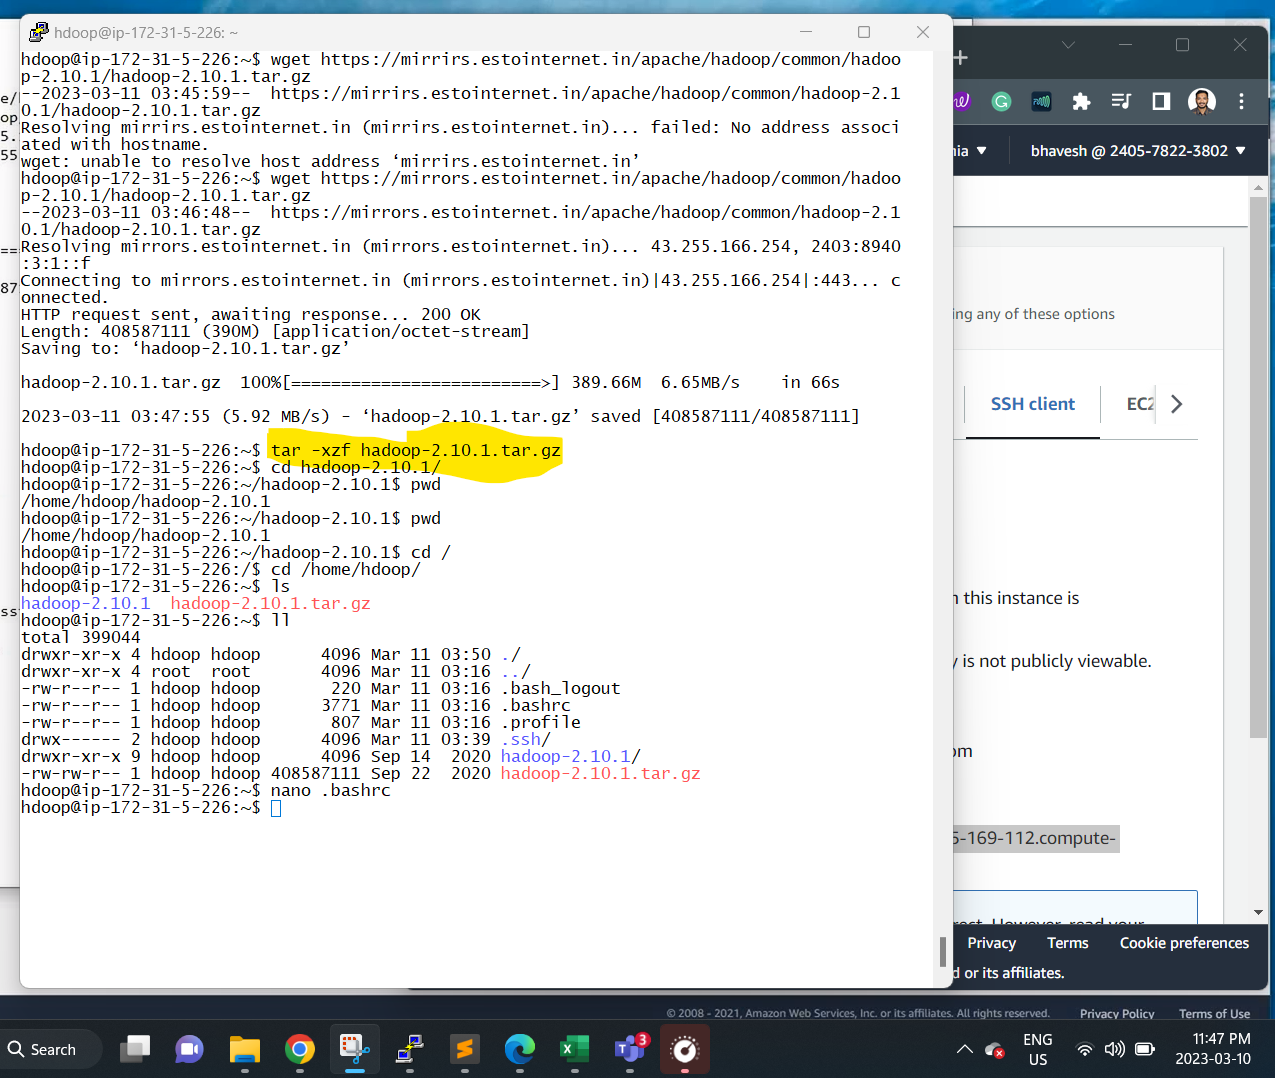 hdoop@ip-172-31-5-226: ~
hdoop@ip-172-31-5-226:~$ wget https://mirrirs.estointernet.in/apache/hadoop/common/hadoo
p-2.10.1/hadoop-2.10.1.tar.gz
--2023-03-11 03:45:59--  https://mirrirs.estointernet.in/apache/hadoop/common/hadoop-2.1
0.1/hadoop-2.10.1.tar.gz
Resolving mirrirs.estointernet.in (mirrirs.estointernet.in)... failed: No address associ
ated with hostname.
wget: unable to resolve host address ‘mirrirs.estointernet.in’
hdoop@ip-172-31-5-226:~$ wget https://mirrors.estointernet.in/apache/hadoop/common/hadoo
p-2.10.1/hadoop-2.10.1.tar.gz
--2023-03-11 03:46:48--  https://mirrors.estointernet.in/apache/hadoop/common/hadoop-2.1
0.1/hadoop-2.10.1.tar.gz
Resolving mirrors.estointernet.in (mirrors.estointernet.in)... 43.255.166.254, 2403:8940
:3:1::f
Connecting to mirrors.estointernet.in (mirrors.estointernet.in)|43.255.166.254|:443... c
onnected.
HTTP request sent, awaiting response... 200 OK
Length: 408587111 (390M) [application/octet-stream]
Saving to: ‘hadoop-2.10.1.tar.gz’
hadoop-2.10.1.tar.gz  100%[=========================>] 389.66M  6.65MB/s    in 66s
2023-03-11 03:47:55 (5.92 MB/s) - ‘hadoop-2.10.1.tar.gz’ saved [408587111/408587111]
hdoop@ip-172-31-5-226:~$ tar -xzf hadoop-2.10.1.tar.gz
hdoop@ip-172-31-5-226:~$ cd hadoop-2.10.1/
hdoop@ip-172-31-5-226:~/hadoop-2.10.1$ pwd
/home/hdoop/hadoop-2.10.1
hdoop@ip-172-31-5-226:~/hadoop-2.10.1$ pwd
/home/hdoop/hadoop-2.10.1
hdoop@ip-172-31-5-226:~/hadoop-2.10.1$ cd /
hdoop@ip-172-31-5-226:/$ cd /home/hdoop/
hdoop@ip-172-31-5-226:~$ ls
hadoop-2.10.1  hadoop-2.10.1.tar.gz
hdoop@ip-172-31-5-226:~$ ll
total 399044
drwxr-xr-x 4 hdoop hdoop      4096 Mar 11 03:50 ./
drwxr-xr-x 4 root  root       4096 Mar 11 03:16 ../
-rw-r--r-- 1 hdoop hdoop       220 Mar 11 03:16 .bash_logout
-rw-r--r-- 1 hdoop hdoop      3771 Mar 11 03:16 .bashrc
-rw-r--r-- 1 hdoop hdoop       807 Mar 11 03:16 .profile
drwx------ 2 hdoop hdoop      4096 Mar 11 03:39 .ssh/
drwxr-xr-x 9 hdoop hdoop      4096 Sep 14  2020 hadoop-2.10.1/
-rw-rw-r-- 1 hdoop hdoop 408587111 Sep 22  2020 hadoop-2.10.1.tar.gz
hdoop@ip-172-31-5-226:~$ nano .bashrc
hdoop@ip-172-31-5-226:~$
e/
op
5.
55
==
87
ss
nia
bhavesh @ 2405-7822-3802
ing any of these options
SSH client
EC2
this instance is
is not publicly viewable.
om
5-169-112.compute-
However, read your
Privacy
Terms
Cookie preferences
d or its affiliates.
© 2008 - 2021, Amazon Web Services, Inc. or its affiliates. All rights reserved.
Privacy Policy
Terms of Use
Search
3
ENG
US
11:47 PM
2023-03-10